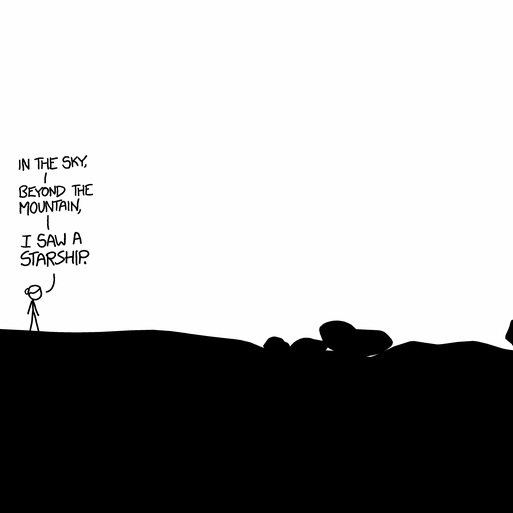 IN THE SKY,
BEYOND THE
MOUNTAIN,
I SAW A
STARSHIP.